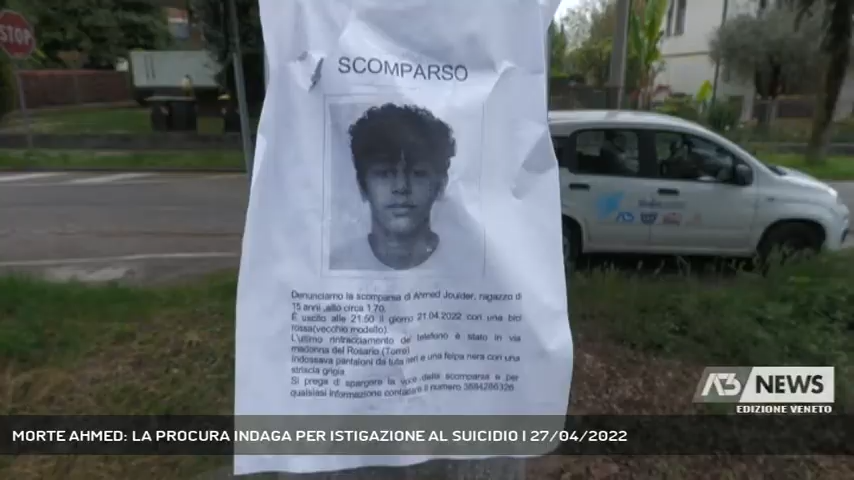 STOP
SCOMPARSO
Denunciamo la scomparsa di Ahmed Jouider, ragazzo di
15 anni ,alto circa 1.70.
È uscito alle 21:50 il giorno 21.04.2022 con una bici
rossa(vecchio modello).
L'ultimo rintracciamento del telefono è stato in via
madonna del Rosario (Torre)
Indossava pantaloni da tuta neri e una felpa nera con una
striscia grigia
Si prega di spargere la voce della scomparsa e per
qualsiasi informazione contattare il numero
A3 NEWS
EDIZIONE VENETO
MORTE AHMED: LA PROCURA INDAGA PER ISTIGAZIONE AL SUICIDIO | 27/04/2022